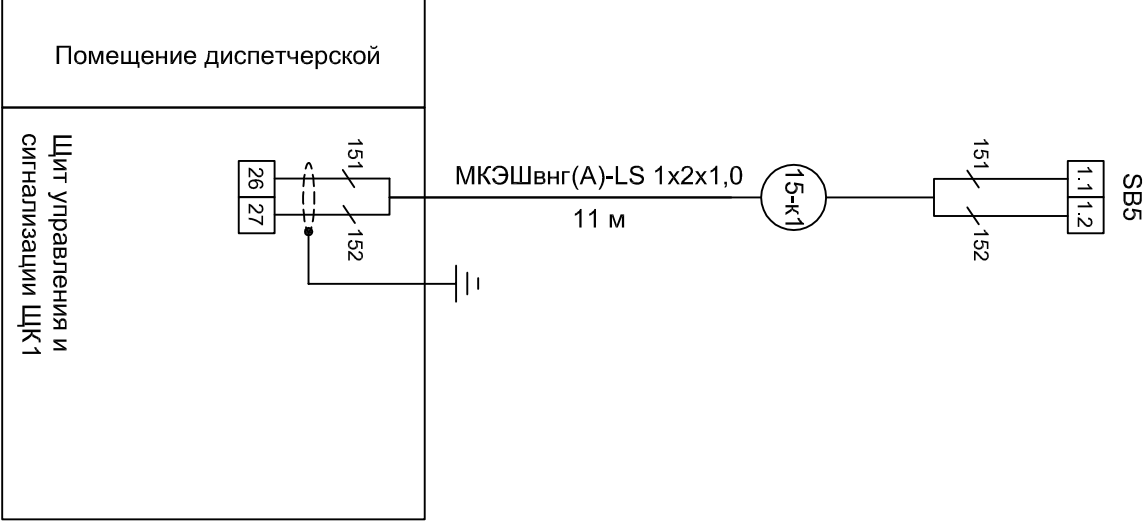 Помещение диспетчерской
Щит управления и
сигнализации ЩК1
26
27
151
152
МКЭШвнг(А)-LS 1х2х1,0
11 м
15-к1
151
152
1.1
1.2
SB5